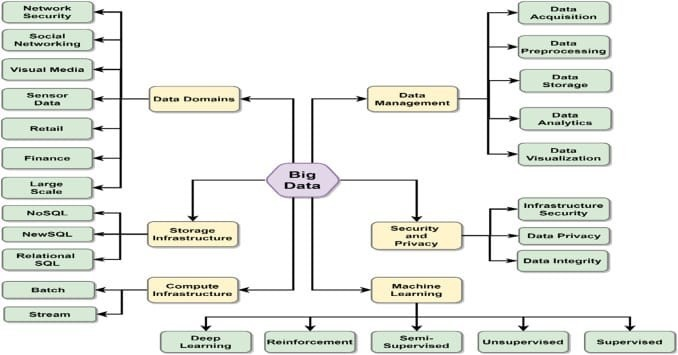 Network
Security
Social
Networking
Visual Media
Sensor
Data
Retail
Finance
Large
Scale
Data Domains
NoSQL
NewSQL
Relational
SQL
Storage
Infrastructure
Batch
Stream
Compute
Infrastructure
Big
Data
Data
Management
Data
Acquisition
Data
Preprocessing
Data
Storage
Data
Analytics
Data
Visualization
Security
and
Privacy
Infrastructure
Security
Data Privacy
Data Integrity
Machine
Learning
Deep
Learning
Reinforcement
Semi-
Supervised
Unsupervised
Supervised